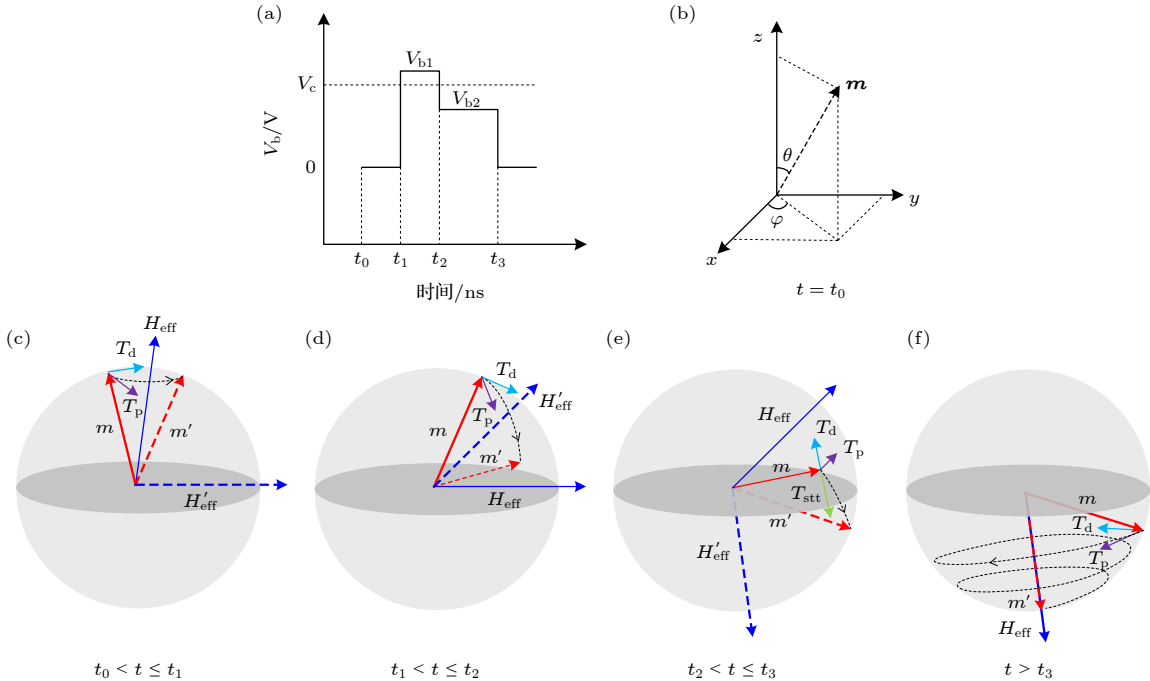 (a)
V_b1
V_c
V_b2
V_b/V
0
t_0 t_1 t_2 t_3
时间/ns
(b)
z
m
θ
φ
y
x
t = t_0
(c)
H_eff
T_d
T_p
m
m′
H′_eff
t_0 < t ≤ t_1
(d)
T_d
H′_eff
T_p
m
m′
H_eff
t_1 < t ≤ t_2
(e)
H_eff
T_d
T_p
m
T_stt
m′
H′_eff
t_2 < t ≤ t_3
(f)
m
T_d
T_p
m′
H_eff
t > t_3